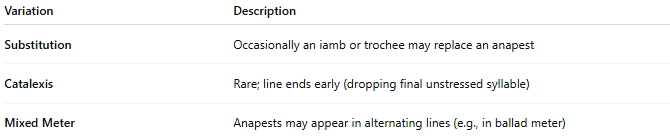 Variation Description
Substitution Occasionally an iamb or trochee may replace an anapest
Catalexis Rare; line ends early (dropping final unstressed syllable)
Mixed Meter Anapests may appear in alternating lines (e.g., in ballad meter)